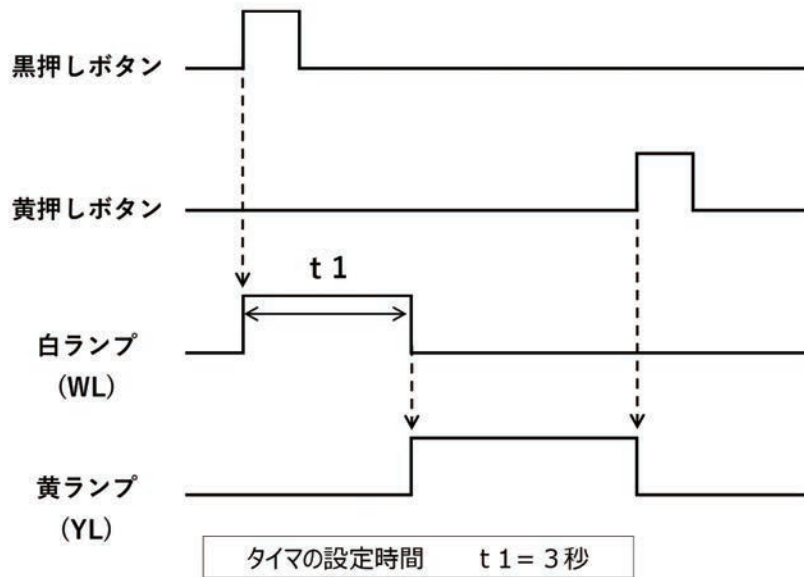 黒押しボタン
黄押しボタン
t 1
白ランプ
(WL)
黄ランプ
(YL)
タイマの設定時間　　t 1 = 3 秒